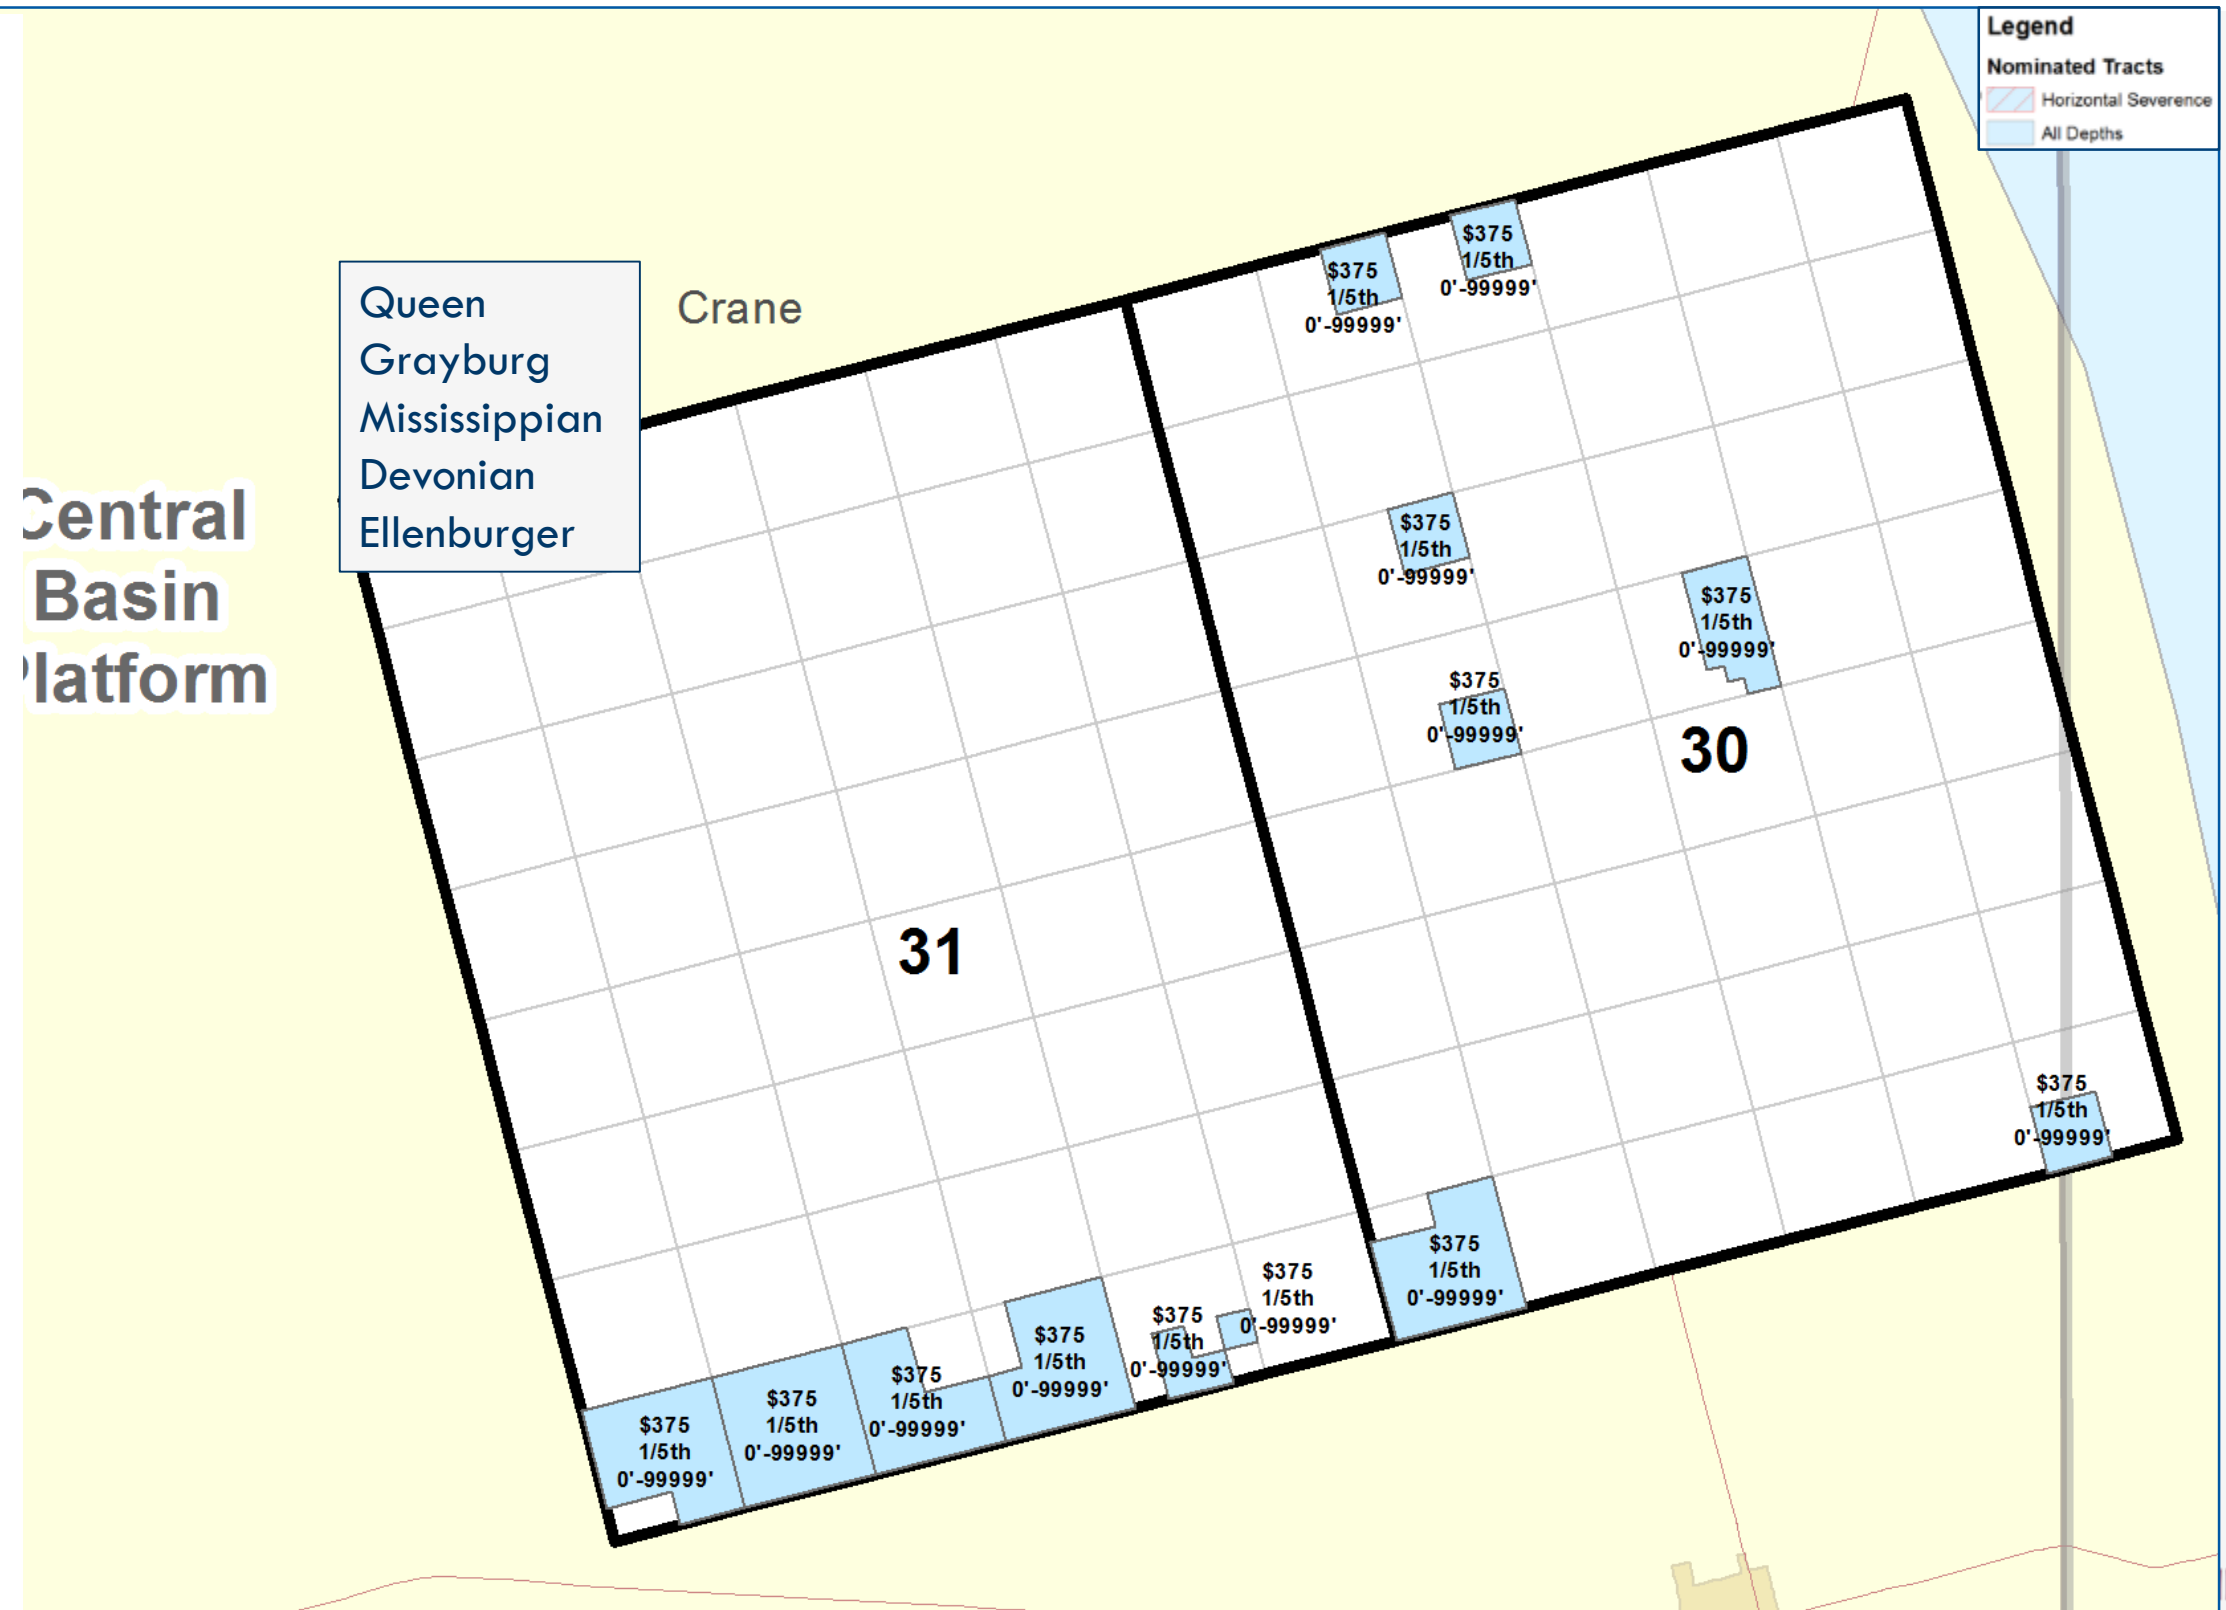 Legend
Nominated Tracts
Horizontal Severence
All Depths
Queen
Grayburg
Mississippian
Devonian
Ellenburger
Crane
Central
Basin
Platform
$375
1/5th
0'-99999'
$375
1/5th
0'-99999'
$375
1/5th
0'-99999'
$375
1/5th
0'-99999'
$375
1/5th
0'-99999'
30
31
$375
1/5th
0'-99999'
$375
1/5th
0'-99999'
$375
1/5th
0'-99999'
$375
1/5th
0'-99999'
$375
1/5th
0'-99999'
$375
1/5th
0'-99999'
$375
1/5th
0'-99999'
$375
1/5th
0'-99999'